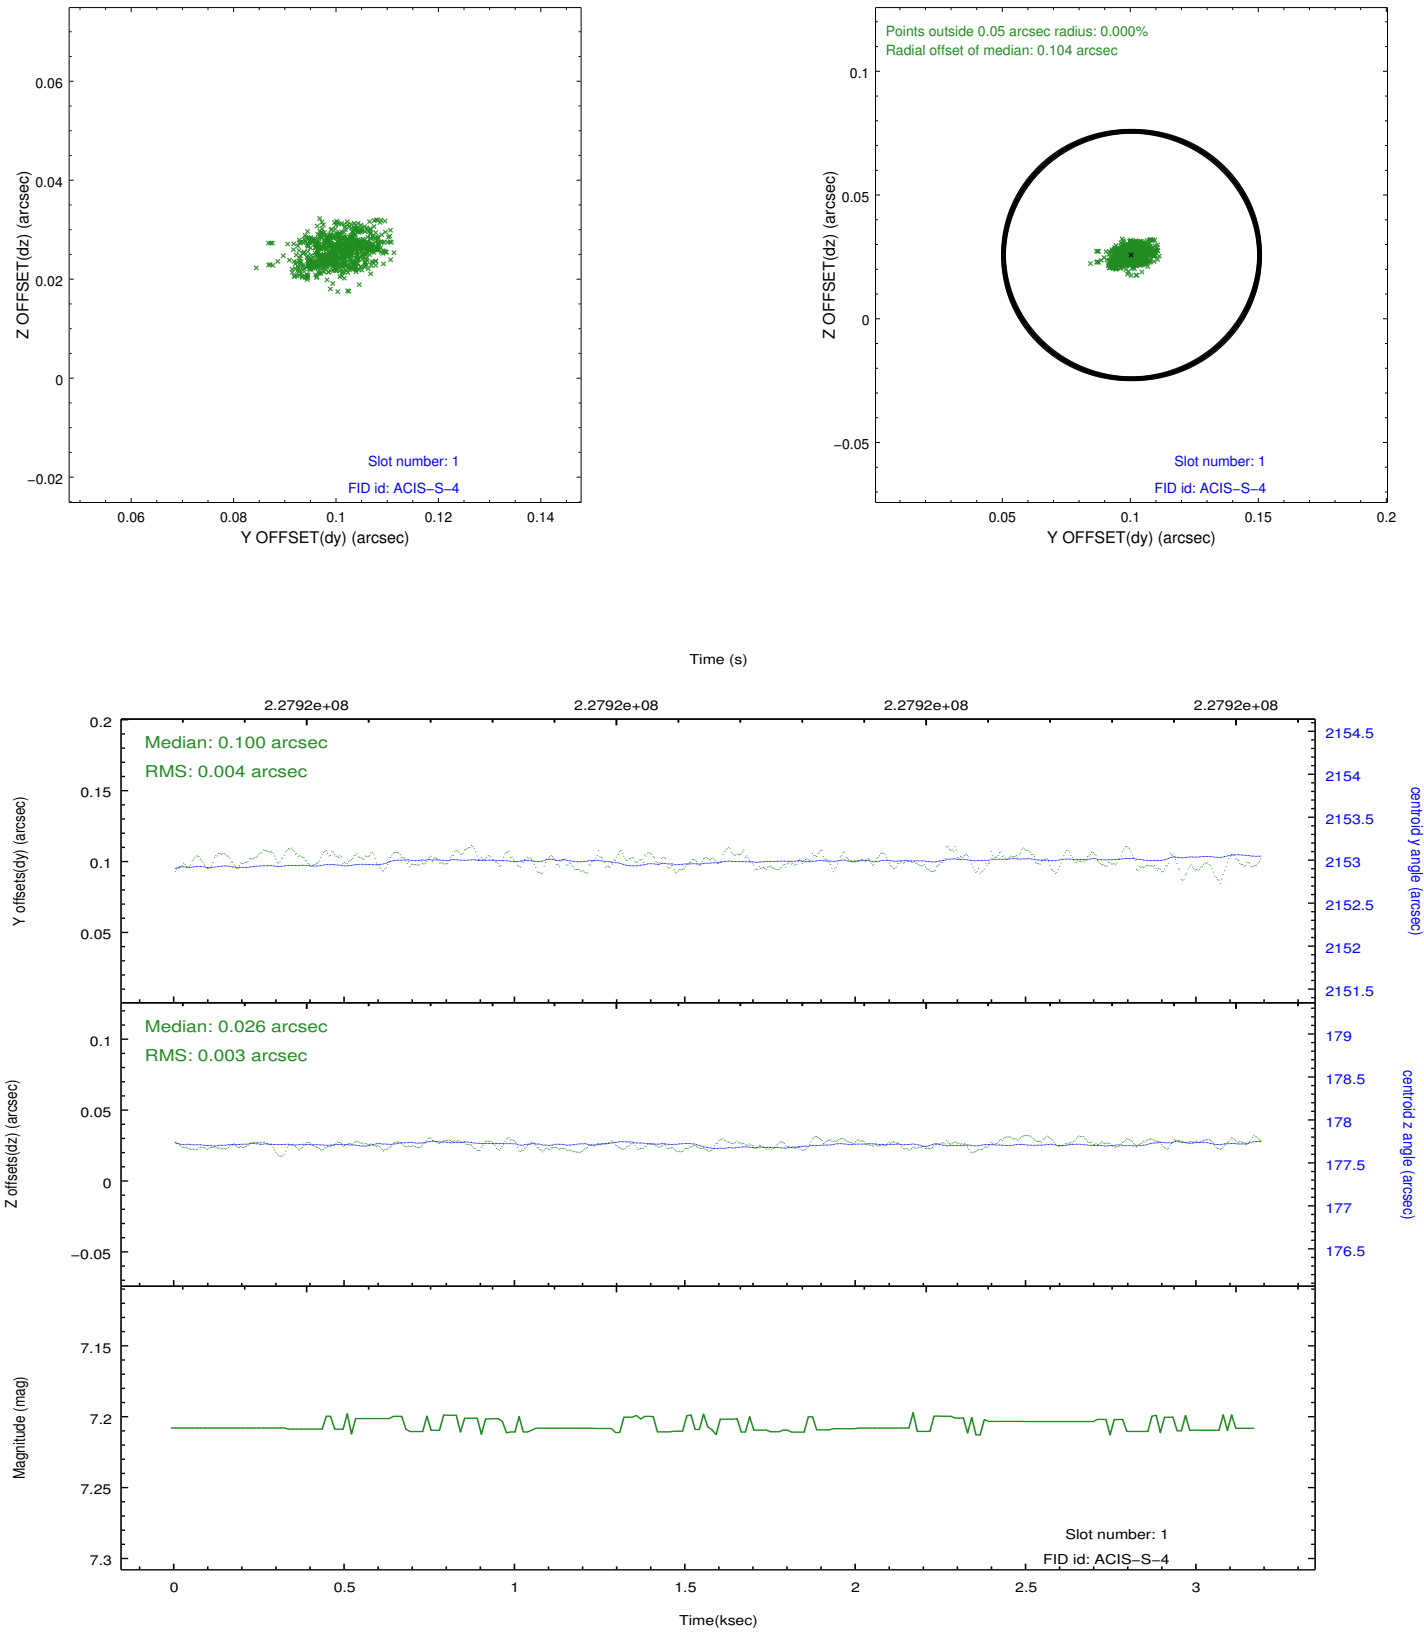 0.06
0.04
0.02
0
−0.02
Z OFFSET(dz) (arcsec)
Slot number: 1
FID id: ACIS−S−4
0.06 0.08 0.1 0.12 0.14
Y OFFSET(dy) (arcsec)
Points outside 0.05 arcsec radius: 0.000%
Radial offset of median: 0.104 arcsec
0.1
0.05
0
−0.05
Z OFFSET(dz) (arcsec)
Slot number: 1
FID id: ACIS−S−4
0.05 0.1 0.15 0.2
Y OFFSET(dy) (arcsec)
Time (s)
2.2792e+08 2.2792e+08 2.2792e+08 2.2792e+08
Median: 0.100 arcsec
RMS: 0.004 arcsec
0.2
0.15
0.1
0.05
Y offsets(dy) (arcsec)
2154.5
2154
2153.5
2153
2152.5
2152
2151.5
centroid y angle (arcsec)
Median: 0.026 arcsec
RMS: 0.003 arcsec
0.1
0.05
0
−0.05
Z offsets(dz) (arcsec)
179
178.5
178
177.5
177
176.5
centroid z angle (arcsec)
7.15
7.2
7.25
7.3
Magnitude (mag)
Slot number: 1
FID id: ACIS−S−4
0 0.5 1 1.5 2 2.5 3
Time(ksec)